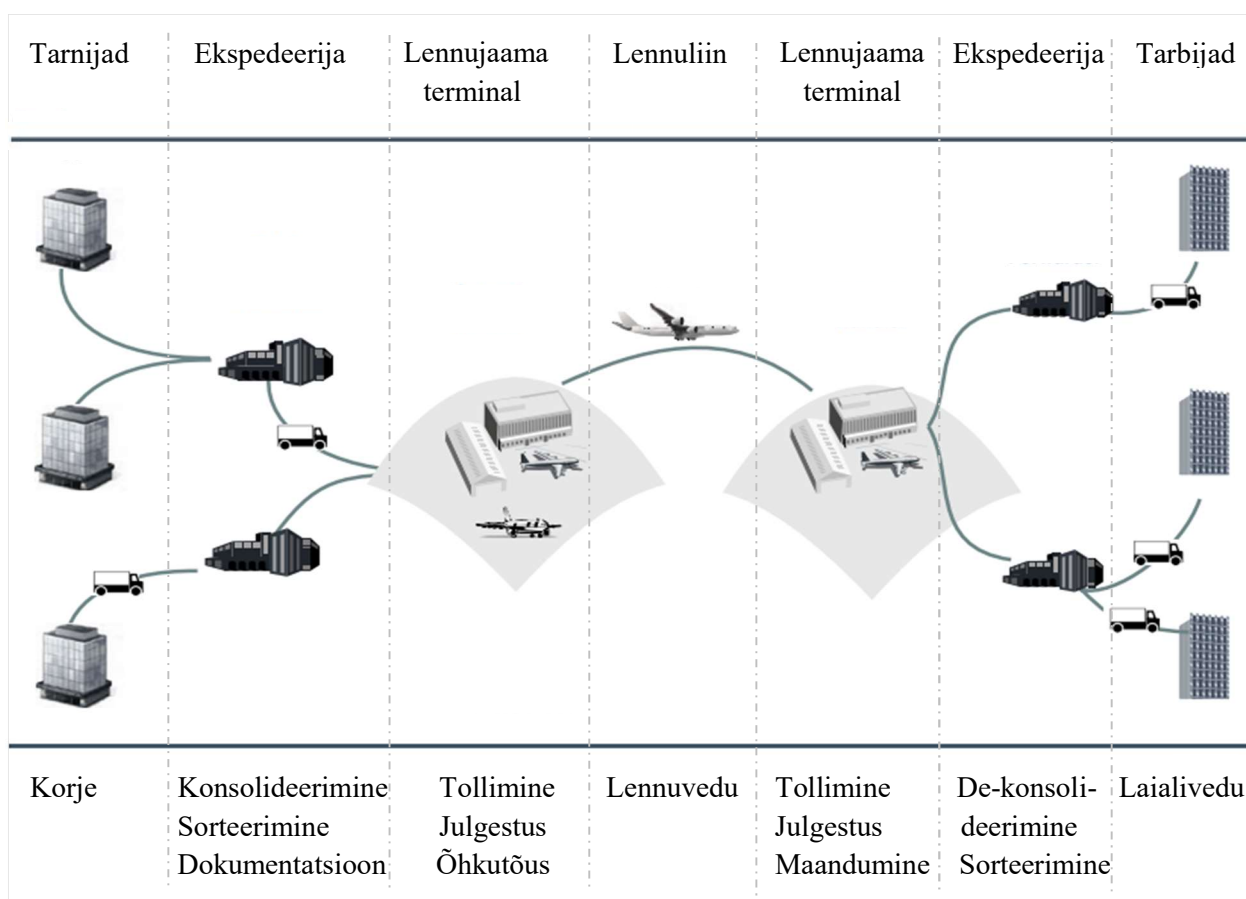 Tarnijad
Ekspedeerija
Lennujaama
terminal
Lennuliin
Lennujaama
terminal
Ekspedeerija
Tarbijad
Korje
Konsolideerimine
Sorteerimine
Dokumentatsioon
Tollimine
Julgestus
Õhkutõus
Lennuvedu
Tollimine
Julgestus
Maandumine
De-konsoli-
deerimine
Sorteerimine
Laialivedu